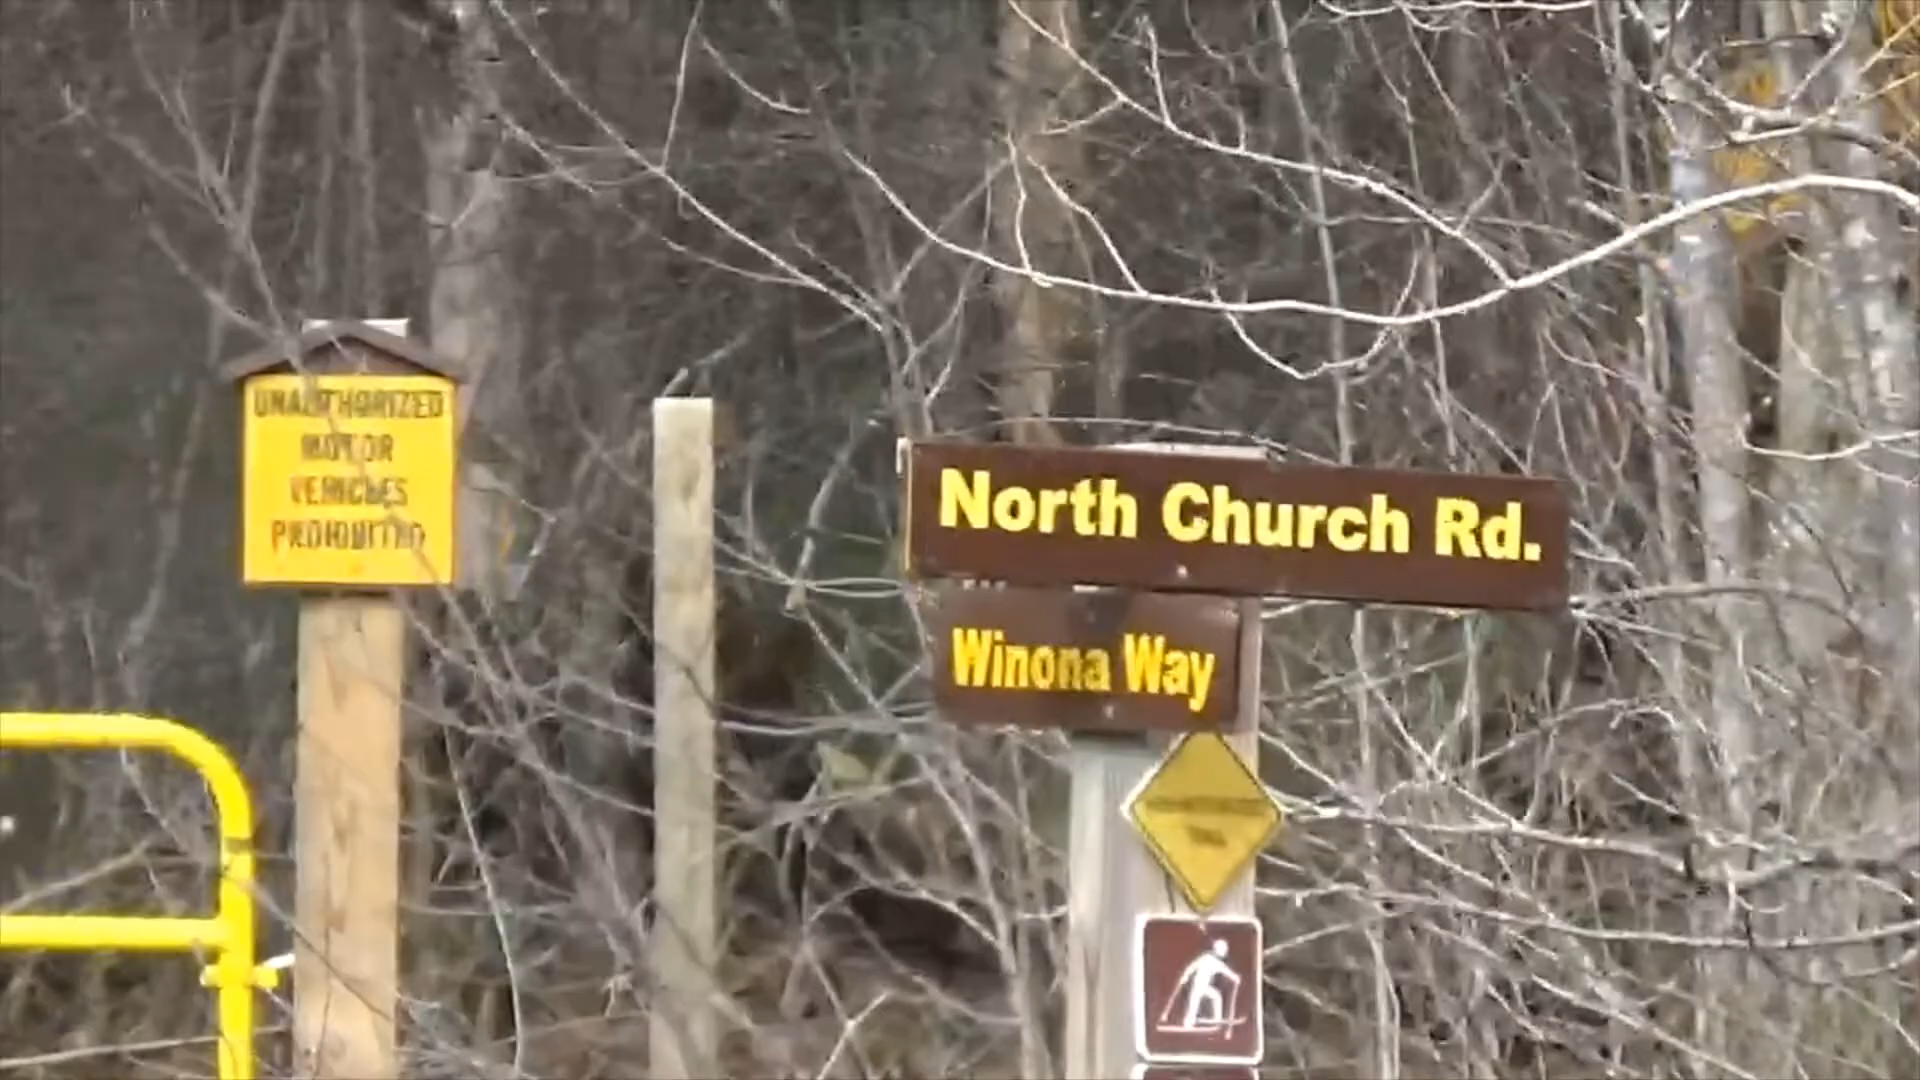 UNAUTHORIZED
MOTOR
VEHICLES
PROHIBITED
North Church Rd.
Winona Way